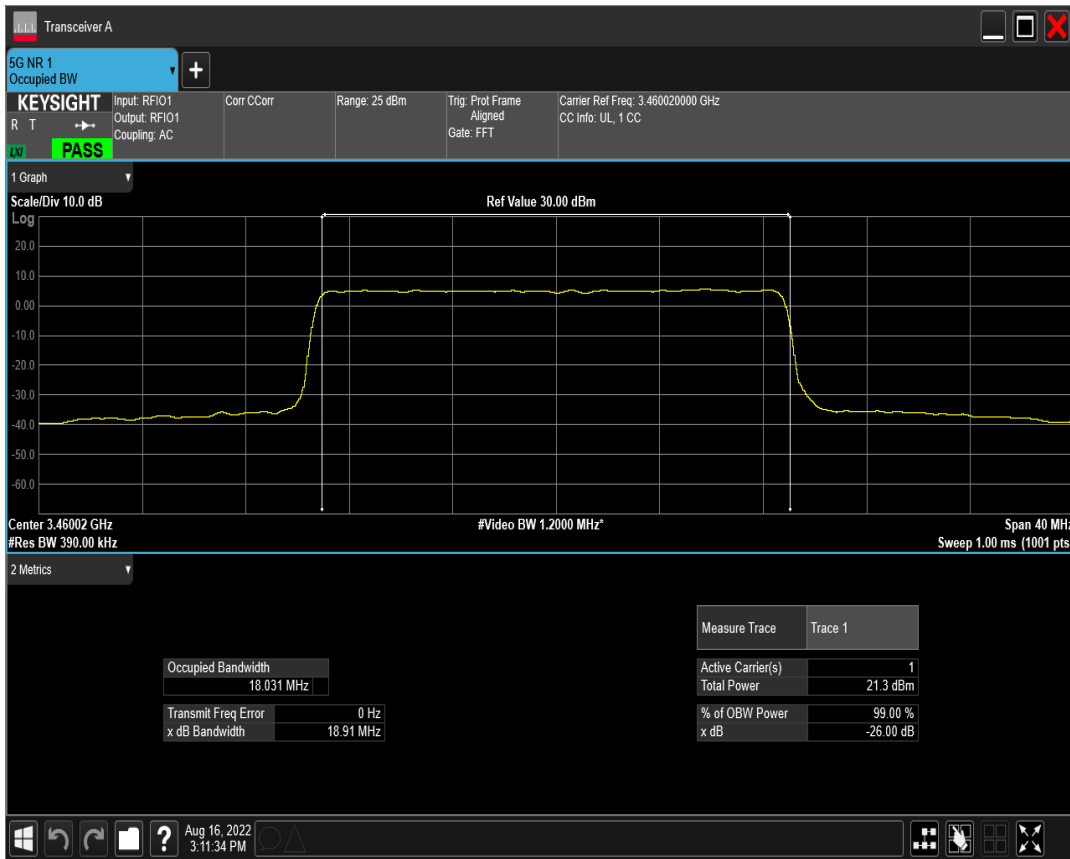 Transceiver A
5G NR 1
Occupied BW
KEYSIGHT
R T
LXI
PASS
Input: RFIO1
Output: RFIO1
Coupling: AC
Corr CCorr
Range: 25 dBm
Trig: Prot Frame
Aligned
Gate: FFT
Carrier Ref Freq: 3.460020000 GHz
CC Info: UL, 1 CC
1 Graph
Scale/Div 10.0 dB
Ref Value 30.00 dBm
Log
20.0
10.0
0.00
-10.0
-20.0
-30.0
-40.0
-50.0
-60.0
Center 3.46002 GHz
#Video BW 1.2000 MHz*
Span 40 MHz
#Res BW 390.00 kHz
Sweep 1.00 ms (1001 pts
2 Metrics
Measure Trace Trace 1
Occupied Bandwidth
18.031 MHz
Active Carrier(s) 1
Total Power 21.3 dBm
Transmit Freq Error 0 Hz
x dB Bandwidth 18.91 MHz
% of OBW Power 99.00 %
x dB -26.00 dB
?
Aug 16, 2022
3:11:34 PM